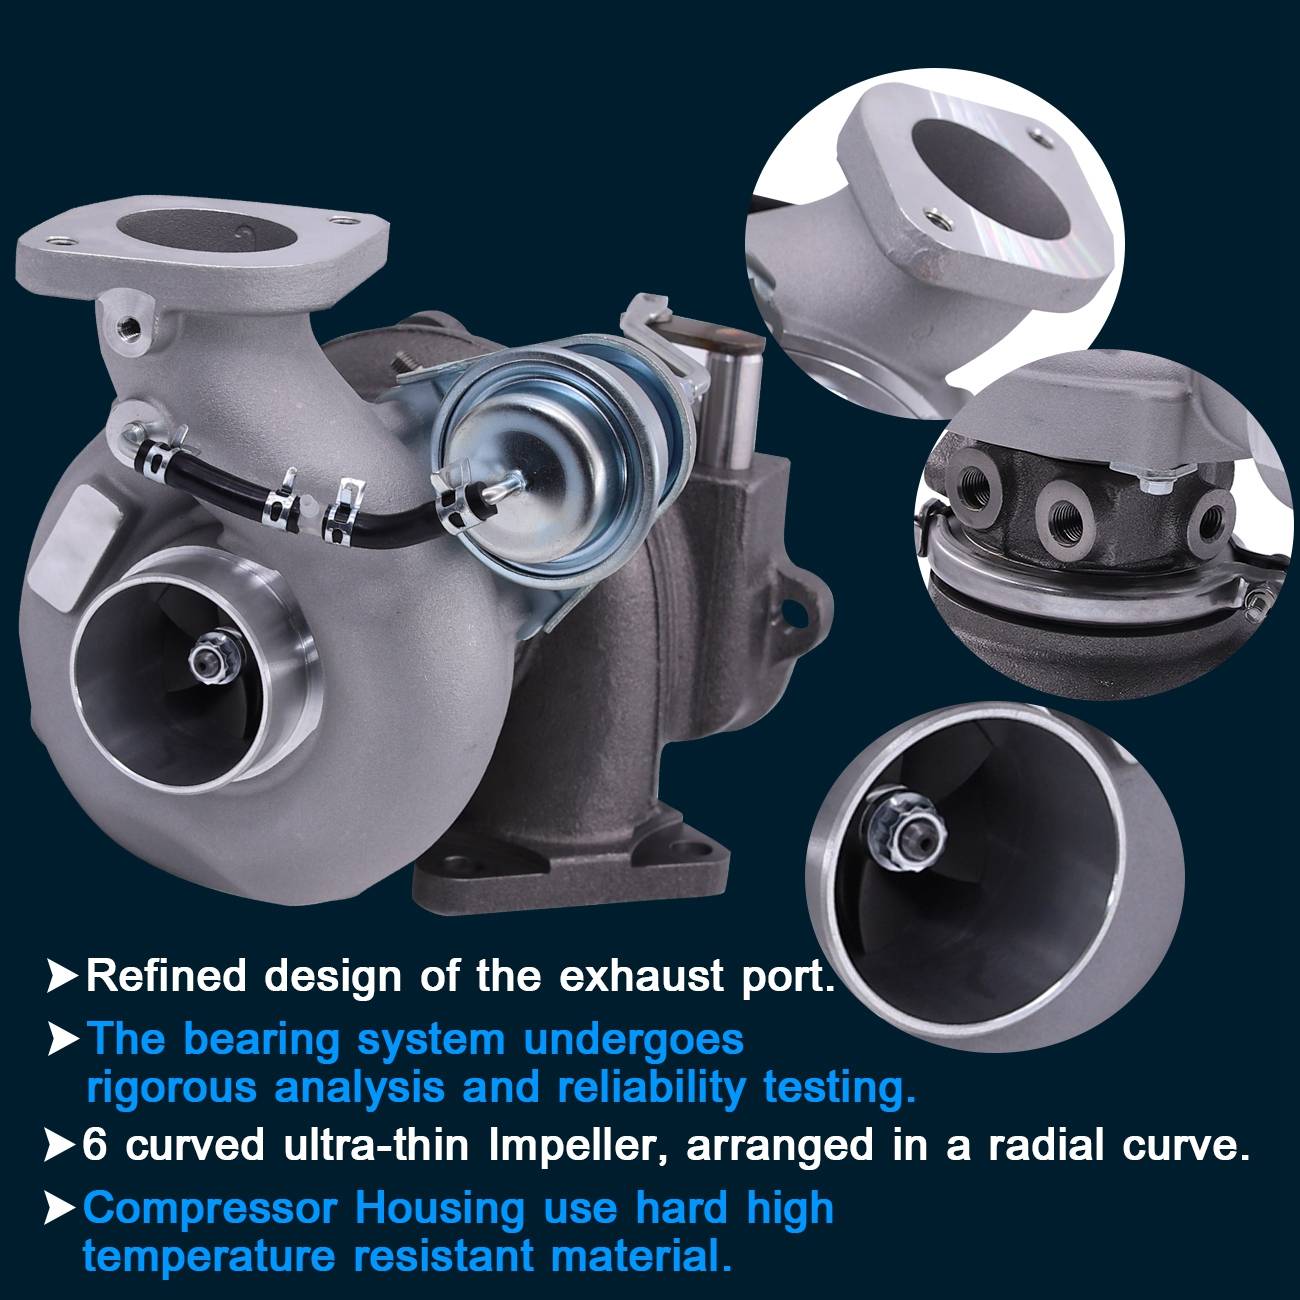 Refined design of the exhaust port.
The bearing system undergoes
rigorous analysis and reliability testing.
6 curved ultra-thin Impeller, arranged in a radial curve.
Compressor Housing use hard high
temperature resistant material.